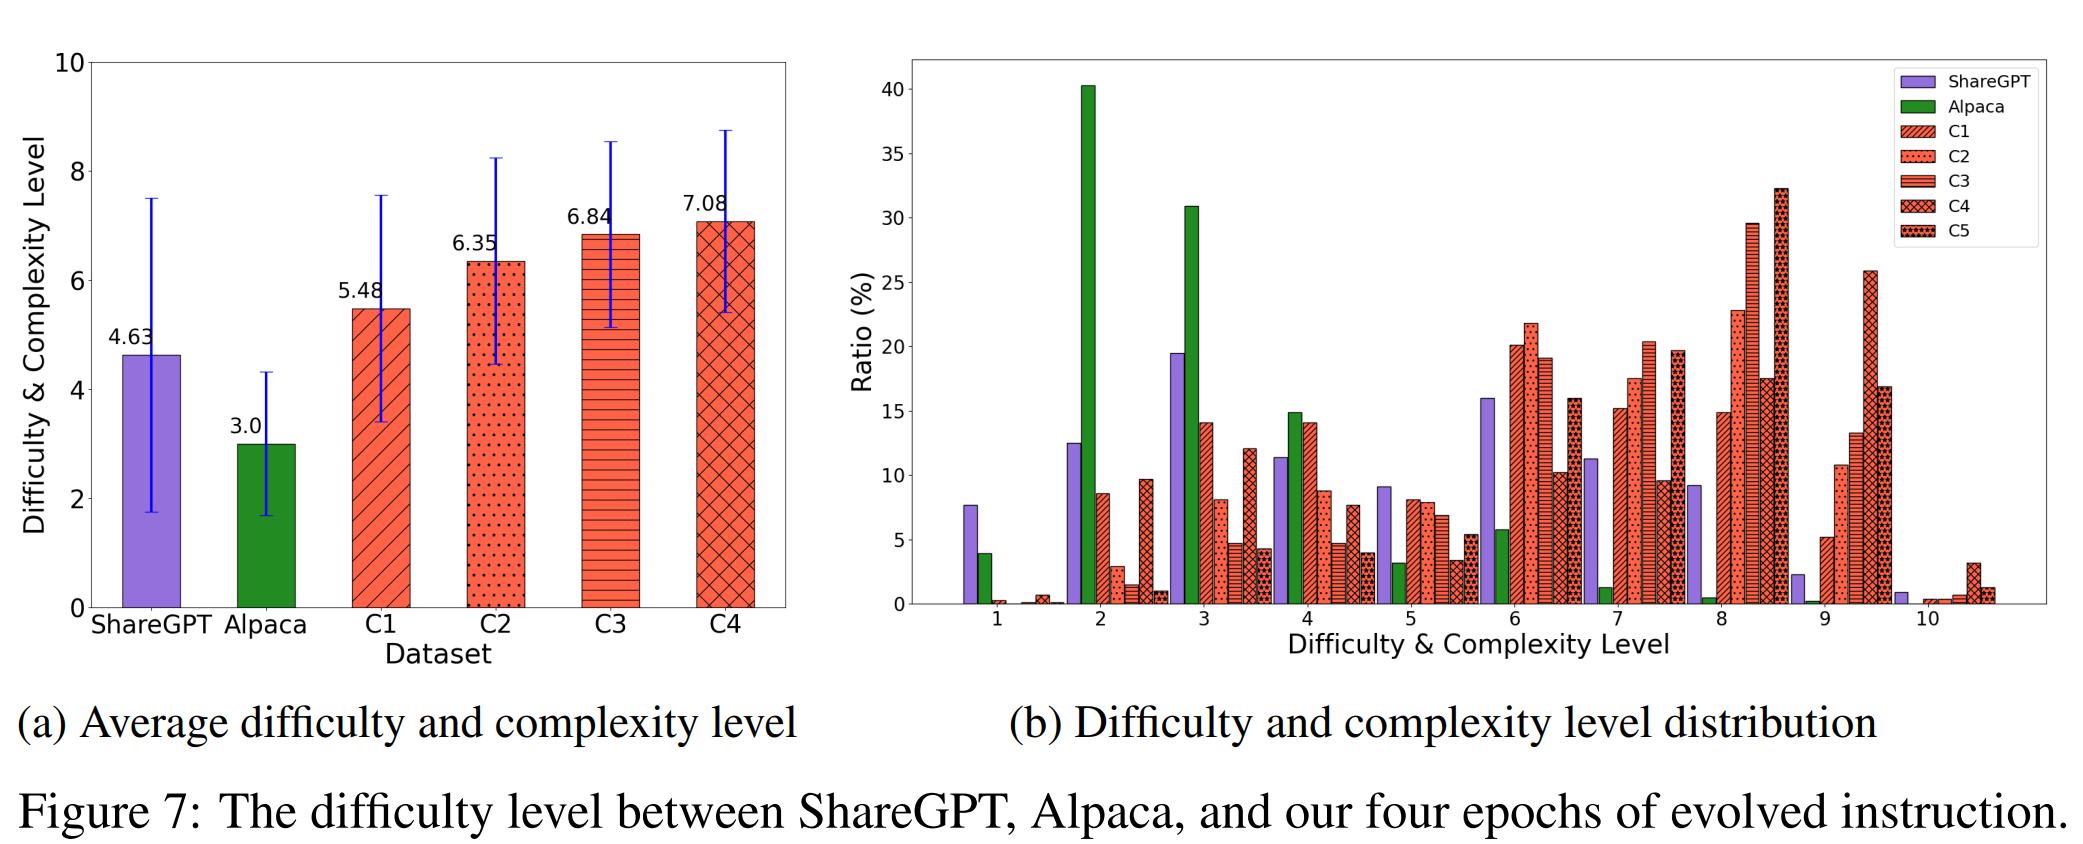 10
8
6
4
2
0
Difficulty & Complexity Level
4.63
3.0
5.48
6.35
6.84
7.08
ShareGPT Alpaca C1 C2 C3 C4
Dataset
(a) Average difficulty and complexity level
40
35
30
25
20
15
10
5
0
Ratio (%)
ShareGPT
Alpaca
C1
C2
C3
C4
C5
1 2 3 4 5 6 7 8 9 10
Difficulty & Complexity Level
(b) Difficulty and complexity level distribution
Figure 7: The difficulty level between ShareGPT, Alpaca, and our four epochs of evolved instruction.